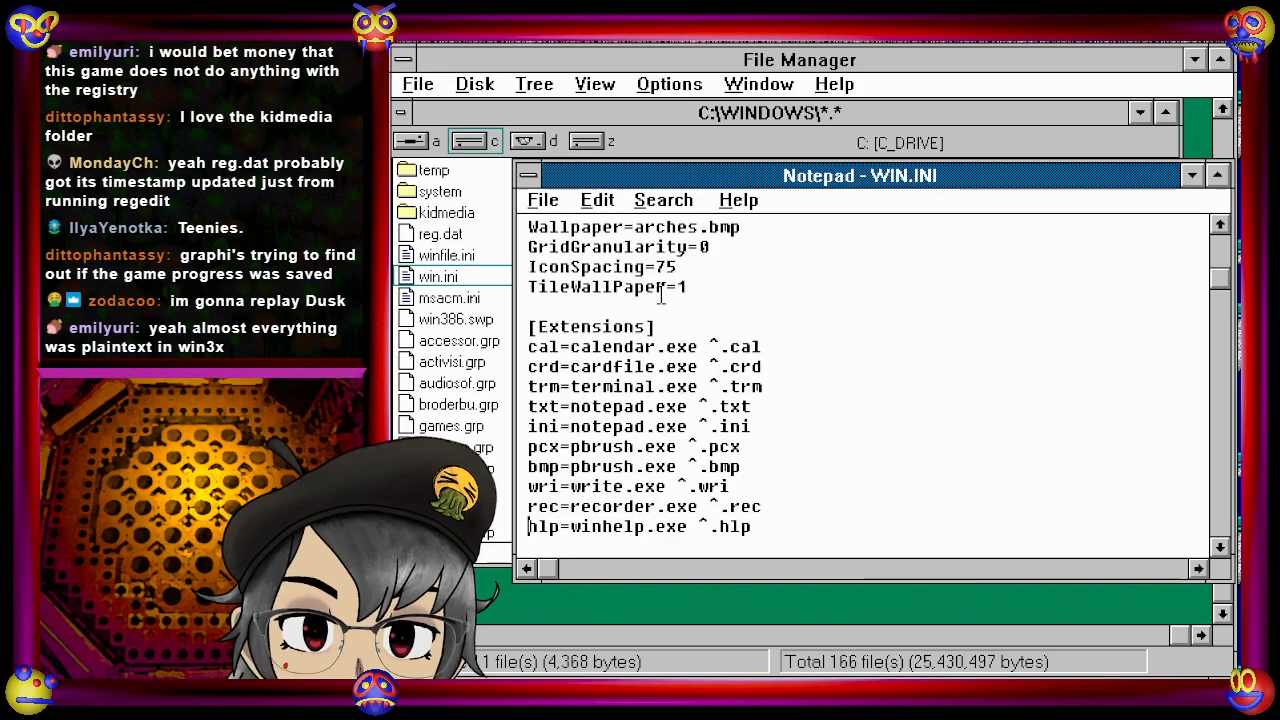 emilyuri: i would bet money that
this game does not do anything with
the registry
dittophantassy: I love the kidmedia
folder
MondayCh: yeah reg.dat probably
got its timestamp updated just from
running regedit
IlyaYenotka: Teenies.
dittophantassy: graphi's trying to find
out if the game progress was saved
zodacoo: im gonna replay Dusk
emilyuri: yeah almost everything
was plaintext in win3x
File Manager
File Disk Tree View Options Window Help
C:\WINDOWS\*.*
a c d z C: [C_DRIVE]
temp
system
kidmedia
reg.dat
winfile.ini
win.ini
msacm.ini
win386.swp
accessor.grp
activisi.grp
audiosof.grp
broderbu.grp
games.grp
Notepad - WIN.INI
File Edit Search Help
Wallpaper=arches.bmp
GridGranularity=0
IconSpacing=75
TileWallPaper=1
[Extensions]
cal=calendar.exe ^.cal
crd=cardfile.exe ^.crd
trm=terminal.exe ^.trm
txt=notepad.exe ^.txt
ini=notepad.exe ^.ini
pcx=pbrush.exe ^.pcx
bmp=pbrush.exe ^.bmp
wri=write.exe ^.wri
rec=recorder.exe ^.rec
hlp=winhelp.exe ^.hlp
1 file(s) (4,368 bytes)
Total 166 file(s) (25,430,497 bytes)